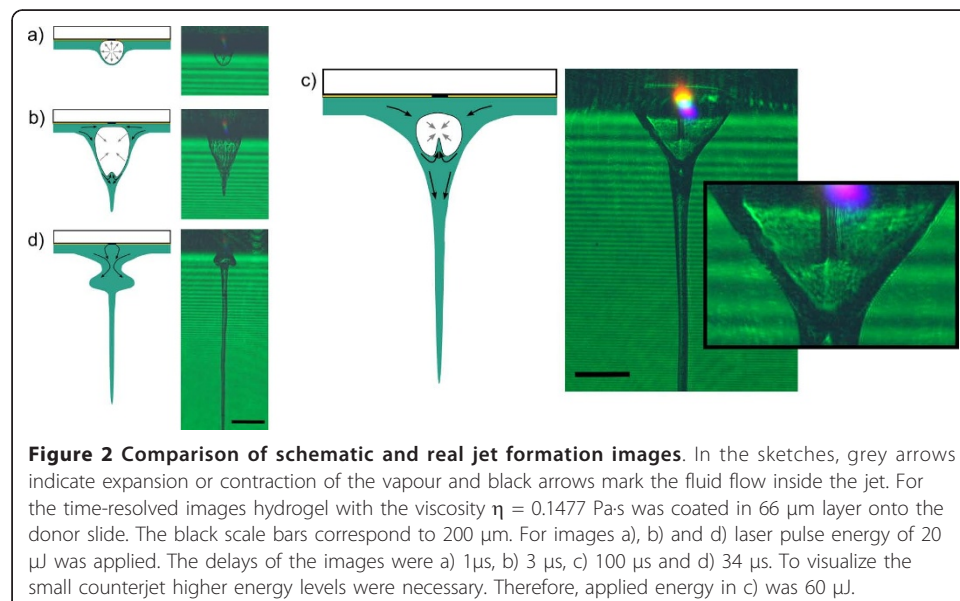 a)
b)
c)
d)
Figure 2 Comparison of schematic and real jet formation images. In the sketches, grey arrows
indicate expansion or contraction of the vapour and black arrows mark the fluid flow inside the jet. For
the time-resolved images hydrogel with the viscosity η = 0.1477 Pa·s was coated in 66 μm layer onto the
donor slide. The black scale bars correspond to 200 μm. For images a), b) and d) laser pulse energy of 20
μJ was applied. The delays of the images were a) 1μs, b) 3 μs, c) 100 μs and d) 34 μs. To visualize the
small counterjet higher energy levels were necessary. Therefore, applied energy in c) was 60 μJ.